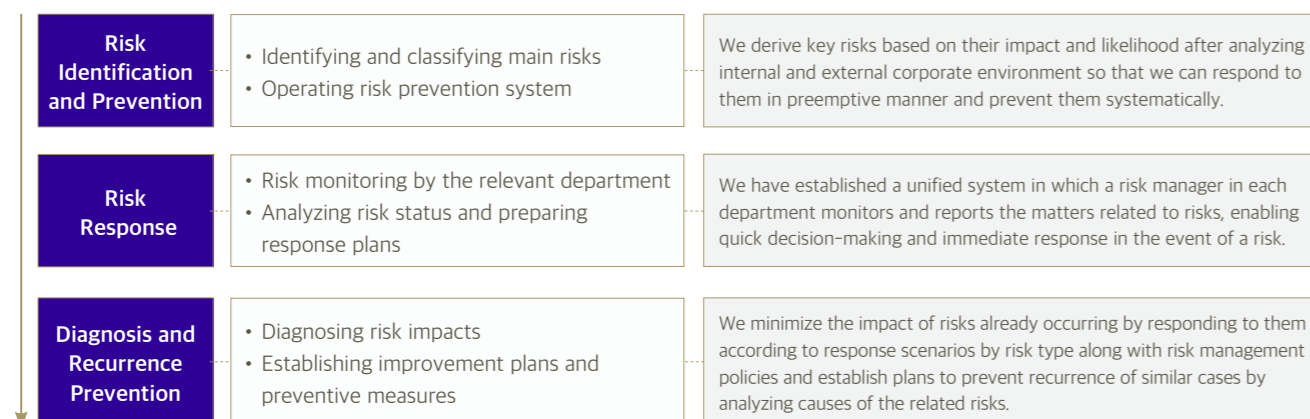 Risk
Identification
and Prevention
• Identifying and classifying main risks
• Operating risk prevention system
We derive key risks based on their impact and likelihood after analyzing
internal and external corporate environment so that we can respond to
them in preemptive manner and prevent them systematically.
Risk
Response
• Risk monitoring by the relevant department
• Analyzing risk status and preparing
response plans
We have established a unified system in which a risk manager in each
department monitors and reports the matters related to risks, enabling
quick decision-making and immediate response in the event of a risk.
Diagnosis and
Recurrence
Prevention
• Diagnosing risk impacts
• Establishing improvement plans and
preventive measures
We minimize the impact of risks already occurring by responding to them
according to response scenarios by risk type along with risk management
policies and establish plans to prevent recurrence of similar cases by
analyzing causes of the related risks.